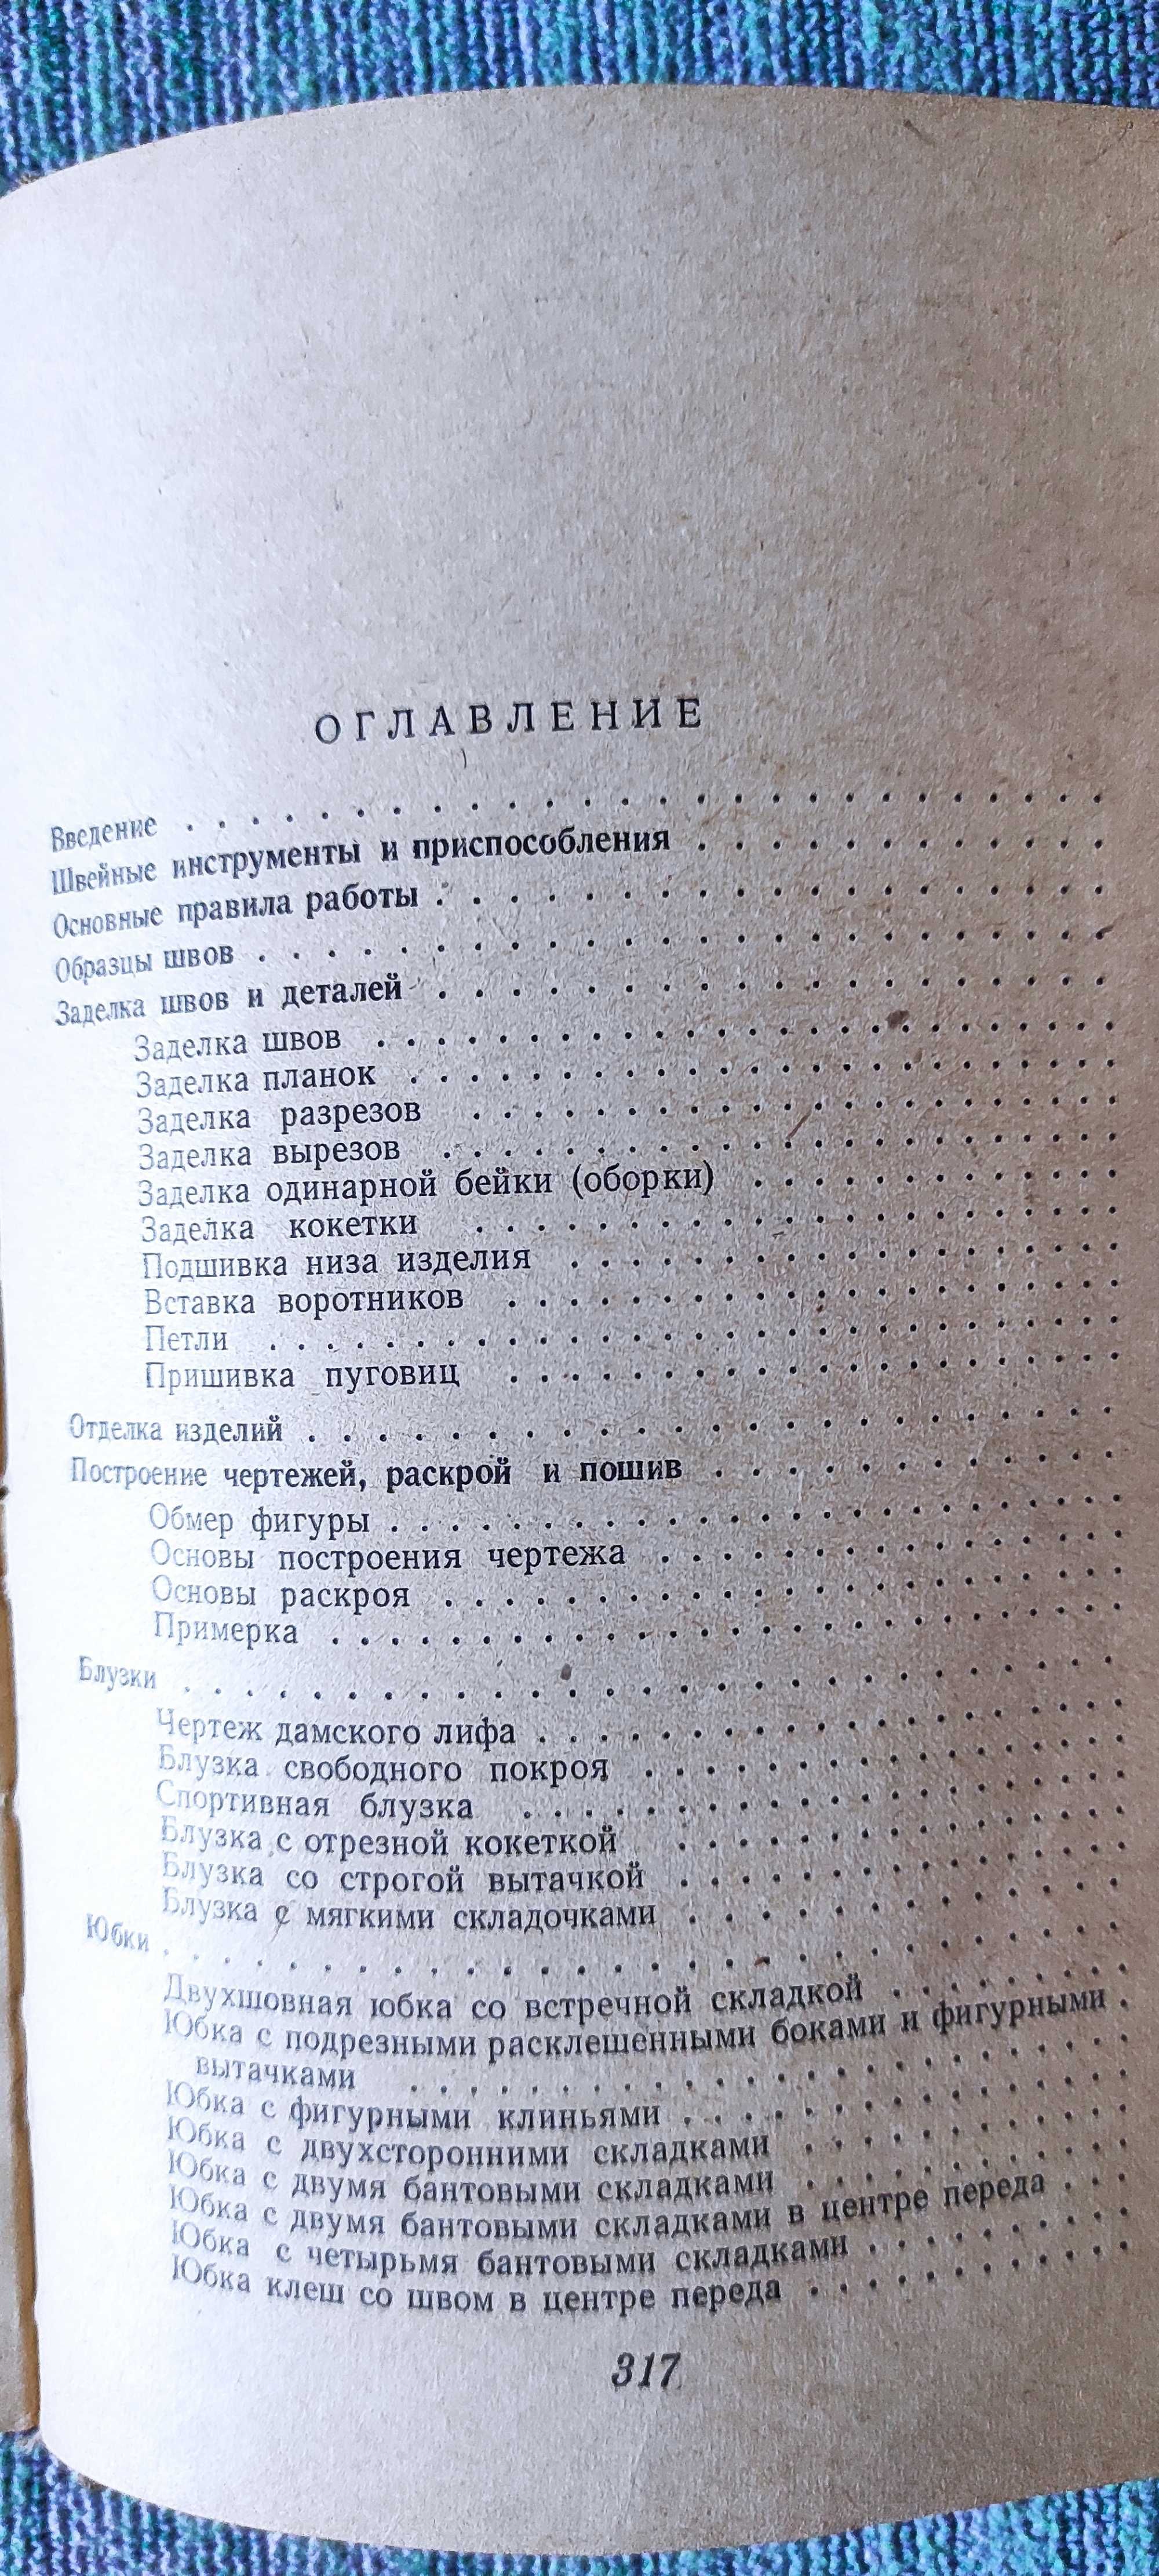 ОГЛАВЛЕНИЕ
Введение . . . . . . . . . . . . . . . . . . . . . . .
Швейные инструменты и приспособления . . . . . . . . . .
Основные правила работы . . . . . . . . . . . . . . . . .
Образцы швов . . . . . . . . . . . . . . . . . . . . .
Заделка швов и деталей . . . . . . . . . . . . . . . . .
Заделка швов . . . . . . . . . . . . . . . . . . .
Заделка планок . . . . . . . . . . . . . . . . . .
Заделка разрезов . . . . . . . . . . . . . . . . .
Заделка вырезов . . . . . . . . . . . . . . . . . .
Заделка одинарной бейки (оборки) . . . . . . . . . .
Заделка кокетки . . . . . . . . . . . . . . . . .
Подшивка низа изделия . . . . . . . . . . . . . . .
Вставка воротников . . . . . . . . . . . . . . . .
Петли . . . . . . . . . . . . . . . . . . . . . .
Пришивка пуговиц . . . . . . . . . . . . . . . .
Отделка изделий . . . . . . . . . . . . . . . . . . . .
Построение чертежей, раскрой и пошив . . . . . . . . . .
Обмер фигуры . . . . . . . . . . . . . . . . . . .
Основы построения чертежа . . . . . . . . . . . . .
Основы раскроя . . . . . . . . . . . . . . . . . .
Примерка . . . . . . . . . . . . . . . . . . . . .
Блузки . . . . . . . . . . . . . . . . . . . . . . . .
Чертеж дамского лифа . . . . . . . . . . . . . . .
Блузка свободного покроя . . . . . . . . . . . . .
Спортивная блузка . . . . . . . . . . . . . . . .
Блузка с отрезной кокеткой . . . . . . . . . . . .
Блузка со строгой вытачкой . . . . . . . . . . . .
Блузка с мягкими складочками . . . . . . . . . . .
Юбки . . . . . . . . . . . . . . . . . . . . . . . . .
Двухшовная юбка со встречной складкой . . . . . . .
Юбка с подрезными расклешенными боками и фигурными
вытачками . . . . . . . . . . . . . . . . . . . .
Юбка с фигурными клиньями . . . . . . . . . . . .
Юбка с двухсторонними складками . . . . . . . . . .
Юбка с двумя бантовыми складками . . . . . . . . .
Юбка с двумя бантовыми складками в центре переда . . .
Юбка с четырьмя бантовыми складками . . . . . . . .
Юбка клеш со швом в центре переда . . . . . . . . .
317